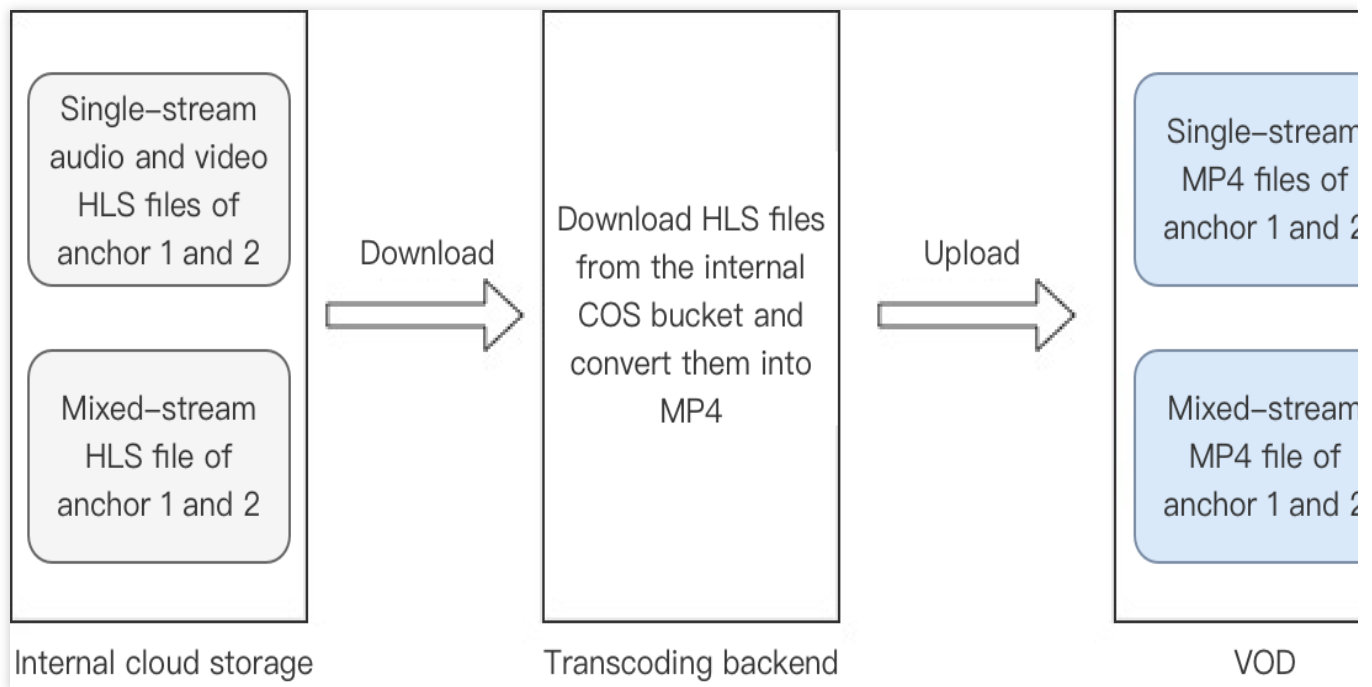 Single–stream
audio and video
HLS files of
anchor 1 and 2
Mixed–stream
HLS file of
anchor 1 and 2
Internal cloud storage
Download
Download HLS files
from the internal
COS bucket and
convert them into
MP4
Transcoding backend
Upload
Single–stream
MP4 files of
anchor 1 and 2
Mixed–stream
MP4 file of
anchor 1 and 2
VOD